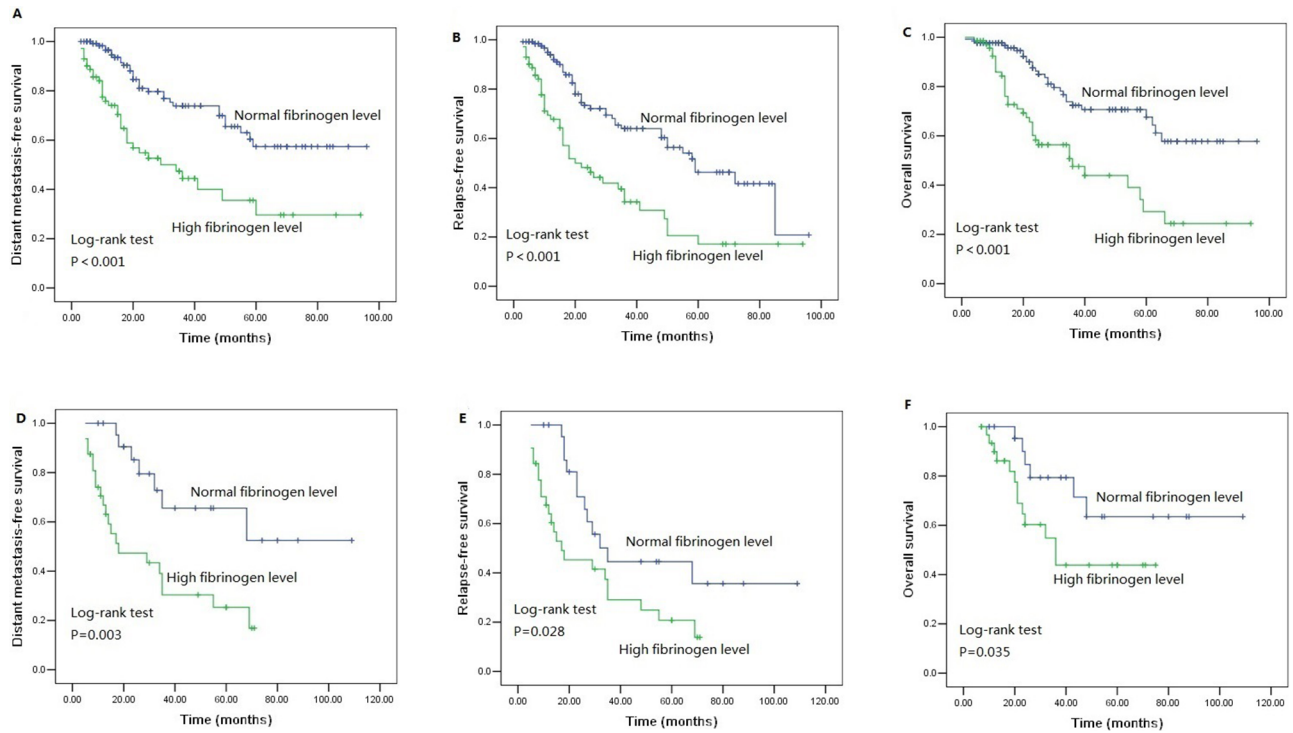 A
Distant metastasis-free survival
1.0
0.8
0.6
0.4
0.2
0.0
Normal fibrinogen level
High fibrinogen level
Log-rank test
P<0.001
0.00 20.00 40.00 60.00 80.00 100.00
Time (months)
B
Relapse-free survival
1.0
0.8
0.6
0.4
0.2
0.0
Normal fibrinogen level
High fibrinogen level
Log-rank test
P<0.001
0.00 20.00 40.00 60.00 80.00 100.00
Time (months)
C
Overall survival
1.0
0.8
0.6
0.4
0.2
0.0
Normal fibrinogen level
High fibrinogen level
Log-rank test
P<0.001
0.00 20.00 40.00 60.00 80.00 100.00
Time (months)
D
Distant metastasis-free survival
1.0
0.8
0.6
0.4
0.2
0.0
Normal fibrinogen level
High fibrinogen level
Log-rank test
P=0.003
0.00 20.00 40.00 60.00 80.00 100.00 120.00
Time (months)
E
Relapse-free survival
1.0
0.8
0.6
0.4
0.2
0.0
Normal fibrinogen level
Log-rank test
P=0.028
High fibrinogen level
0.00 20.00 40.00 60.00 80.00 100.00 120.00
Time (months)
F
Overall survival
1.0
0.8
0.6
0.4
0.2
0.0
Normal fibrinogen level
High fibrinogen level
Log-rank test
P=0.035
0.00 20.00 40.00 60.00 80.00 100.00 120.00
Time (months)